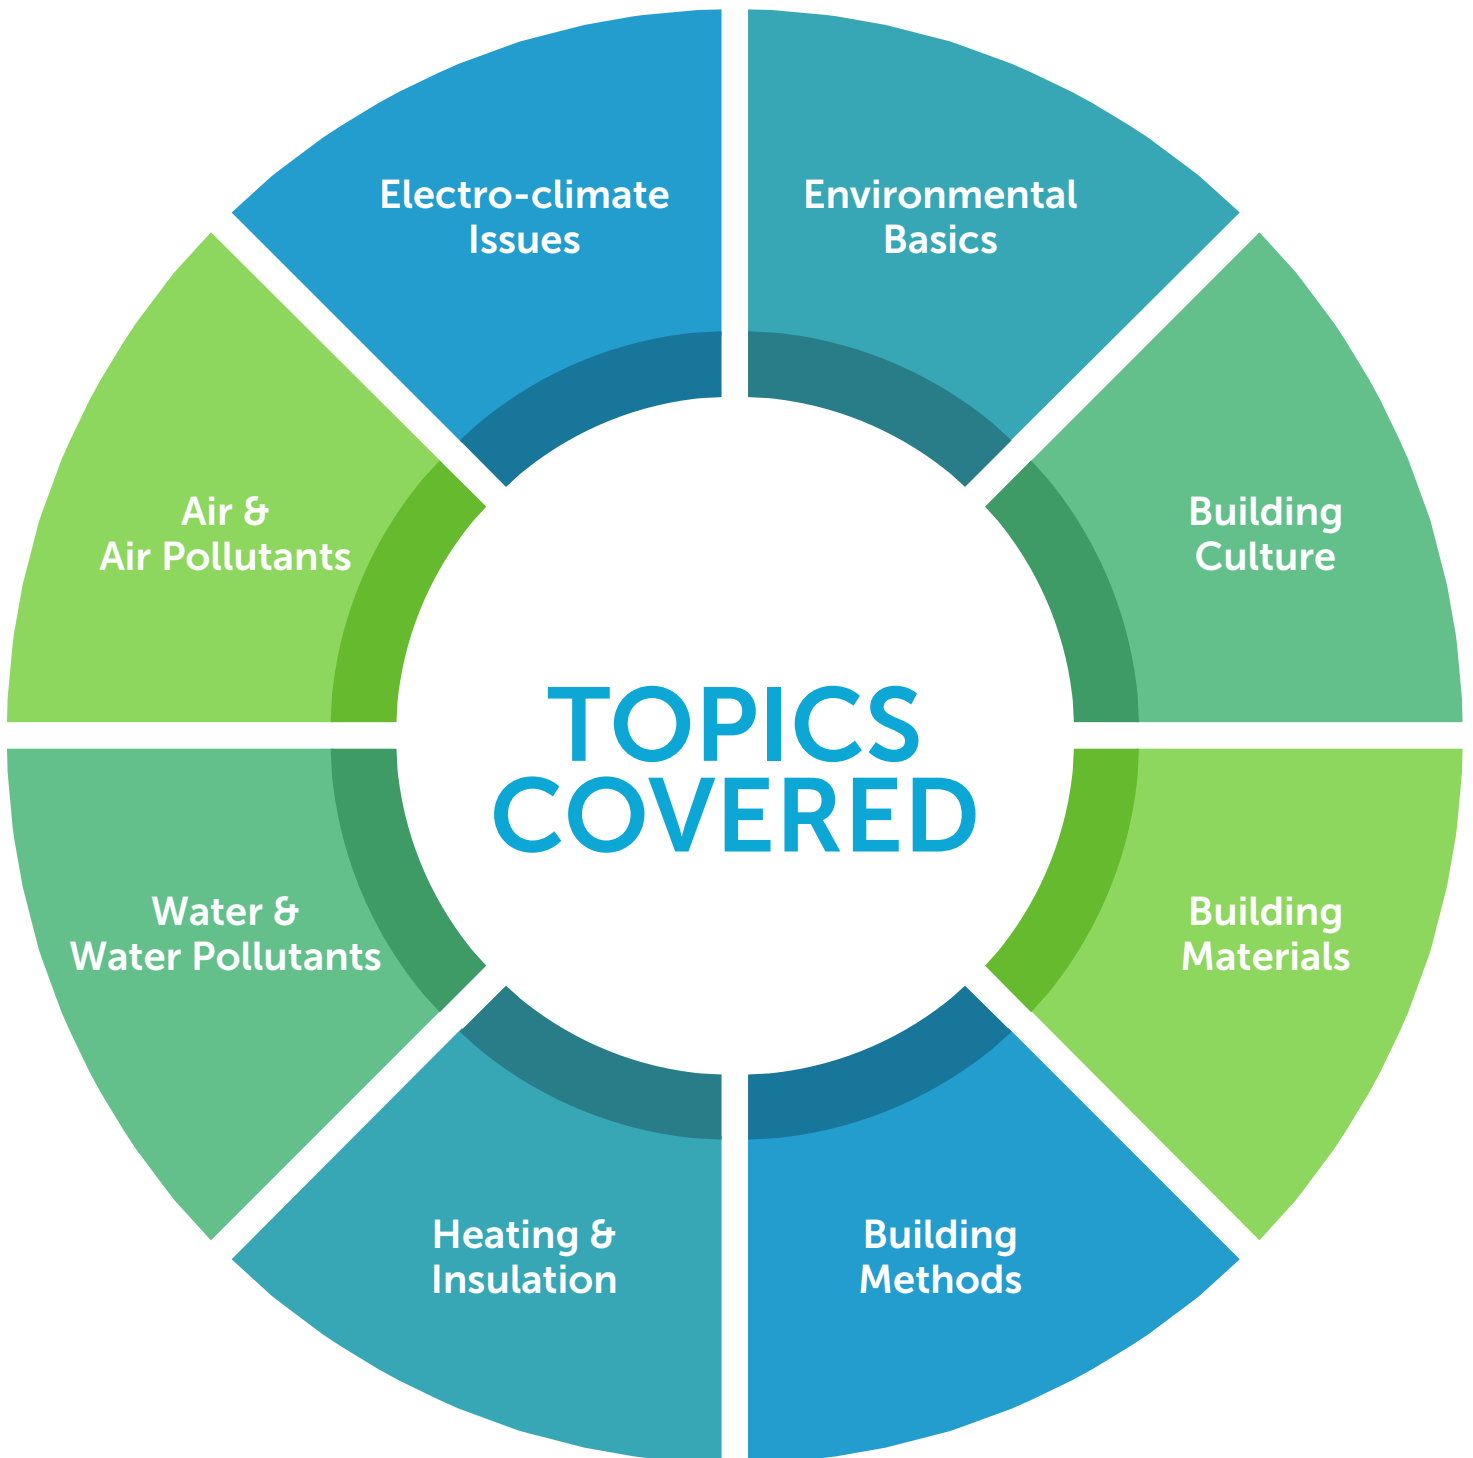 Electro-climate
Issues
Environmental
Basics
Air &
Air Pollutants
Building
Culture
TOPICS
COVERED
Water &
Water Pollutants
Building
Materials
Heating &
Insulation
Building
Methods